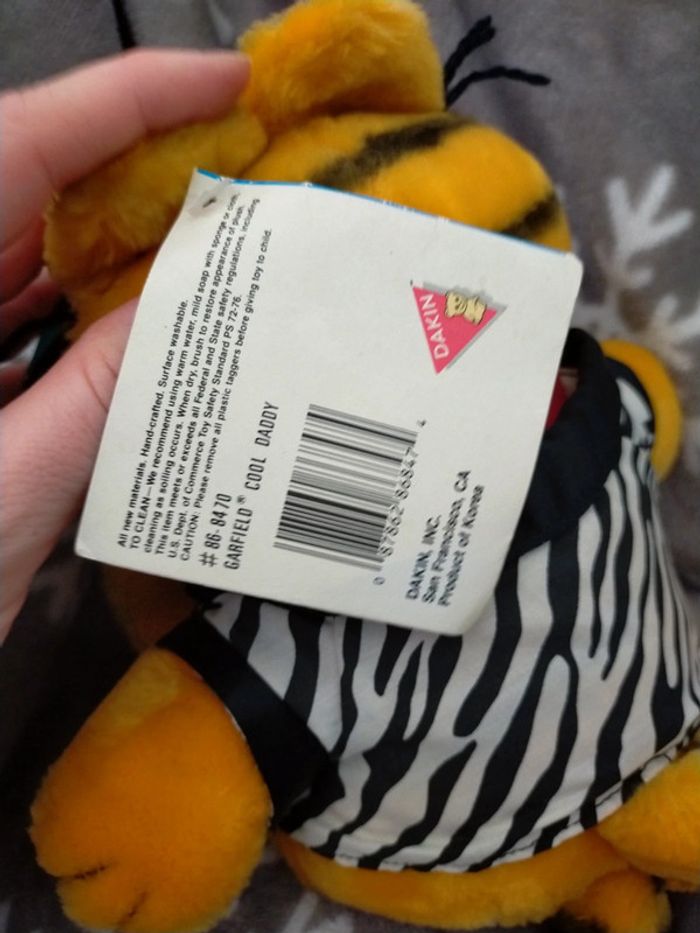 All new materials. Hand-crafted. Surface washable.
TO CLEAN—We recommend using warm water, mild soap with sponge or cloth
cleaning as soiling occurs. When dry, brush to restore appearance of plush.
This item meets or exceeds all Federal and State safety regulations, including
U.S. Dept. of Commerce Toy Safety Standard PS 72-76.
CAUTION: Please remove all plastic taggers before giving toy to child.
# 86-8470
GARFIELD® COOL DADDY
0 87862 86847 4
DAKIN, INC.
San Francisco, CA
Product of Korea
DAKIN